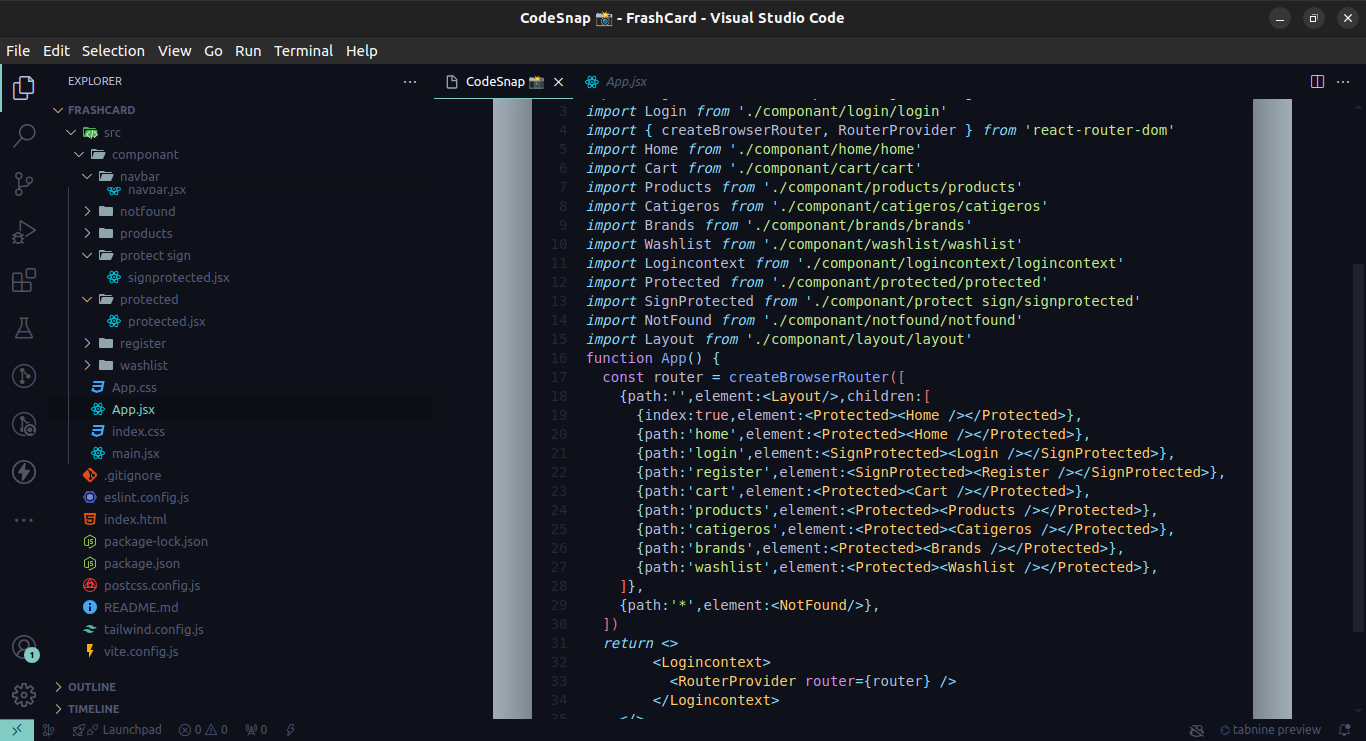 CodeSnap 📸 - FrashCard - Visual Studio Code
File Edit Selection View Go Run Terminal Help
EXPLORER
FRASHCARD
src
componant
navbar
navbar.jsx
notfound
products
protect sign
signprotected.jsx
protected
protected.jsx
register
washlist
App.css
App.jsx
index.css
main.jsx
.gitignore
eslint.config.js
index.html
package-lock.json
package.json
postcss.config.js
README.md
tailwind.config.js
vite.config.js
OUTLINE
TIMELINE
1
CodeSnap 📸
App.jsx
3 import Login from './componant/login/login'
4 import { createBrowserRouter, RouterProvider } from 'react-router-dom'
5 import Home from './componant/home/home'
6 import Cart from './componant/cart/cart'
7 import Products from './componant/products/products'
8 import Catigeros from './componant/catigeros/catigeros'
9 import Brands from './componant/brands/brands'
10 import Washlist from './componant/washlist/washlist'
11 import Logincontext from './componant/logincontext/logincontext'
12 import Protected from './componant/protected/protected'
13 import SignProtected from './componant/protect sign/signprotected'
14 import NotFound from './componant/notfound/notfound'
15 import Layout from './componant/layout/layout'
16 function App() {
17 const router = createBrowserRouter([
18 {path:'',element:<Layout/>,children:[
19 {index:true,element:<Protected><Home /></Protected>},
20 {path:'home',element:<Protected><Home /></Protected>},
21 {path:'login',element:<SignProtected><Login /></SignProtected>},
22 {path:'register',element:<SignProtected><Register /></SignProtected>},
23 {path:'cart',element:<Protected><Cart /></Protected>},
24 {path:'products',element:<Protected><Products /></Protected>},
25 {path:'catigeros',element:<Protected><Catigeros /></Protected>},
26 {path:'brands',element:<Protected><Brands /></Protected>},
27 {path:'washlist',element:<Protected><Washlist /></Protected>},
28 ]},
29 {path:'*',element:<NotFound/>},
30 ])
31 return <>
32 <Logincontext>
33 <RouterProvider router={router} />
34 </Logincontext>
35 </>
Launchpad 0 0 0 tabnine preview